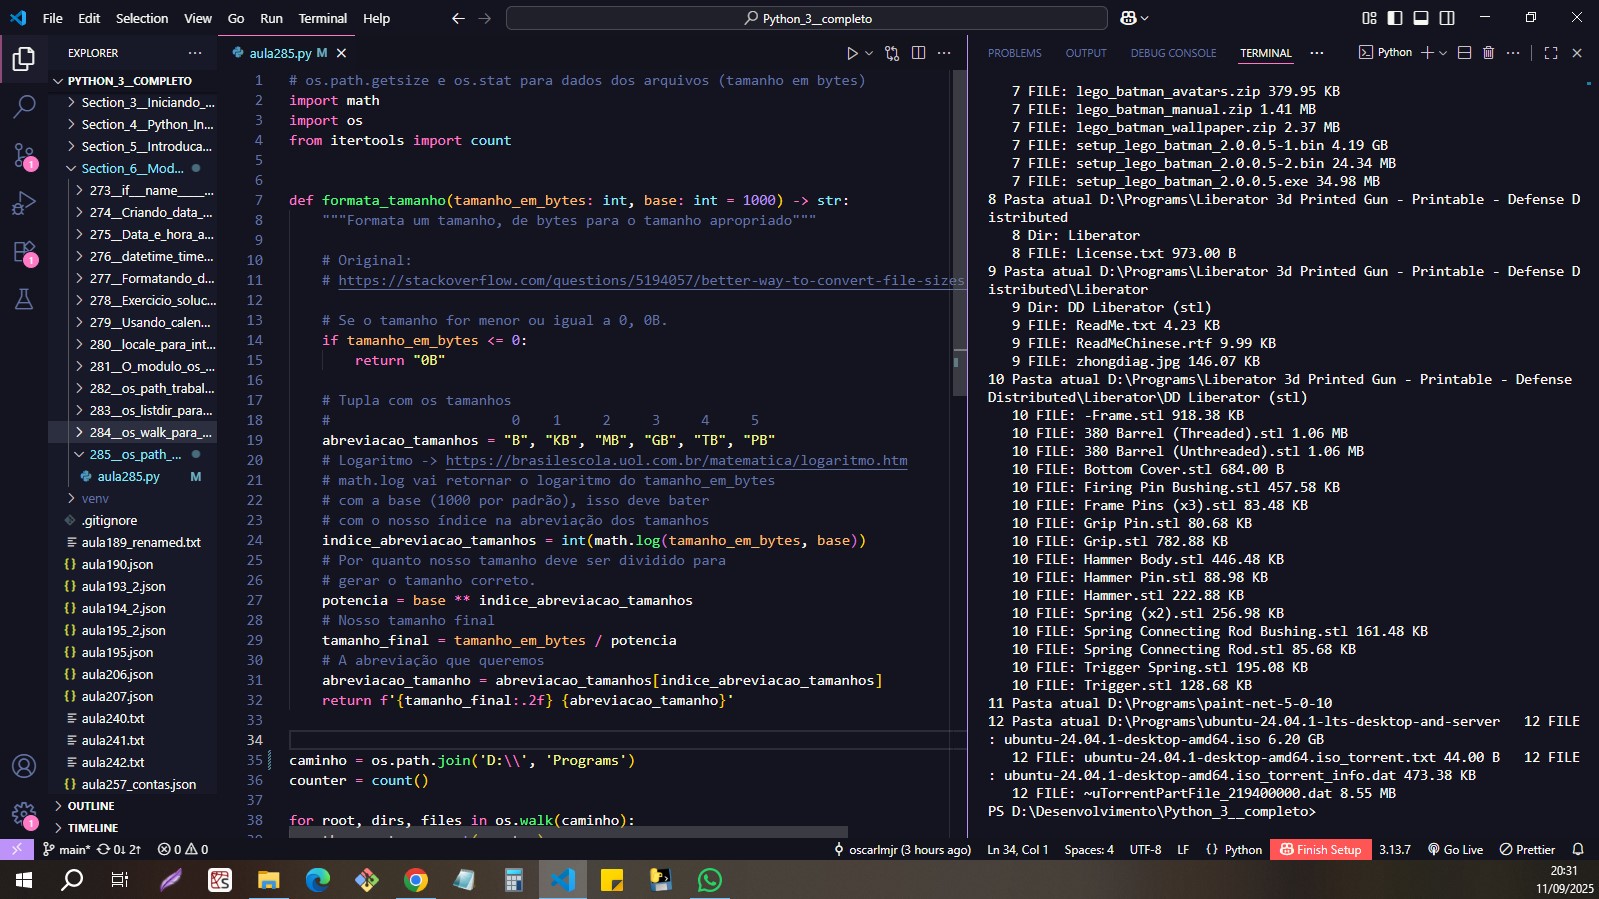 File Edit Selection View Go Run Terminal Help
Python_3__completo
EXPLORER
PYTHON_3__COMPLETO
Section_3__Iniciando_...
Section_4__Python_In...
Section_5__Introduca...
Section_6__Mod...
273__if__name____...
274__Criando_data_...
275__Data_e_hora_a...
276__datetime_time...
277__Formatando_d...
278__Exercicio_soluc...
279__Usando_calen...
280__locale_para_int...
281__O_modulo_os_...
282__os_path_trabal...
283__os_listdir_para...
284__os_walk_para_...
285__os_path_...
aula285.py M
venv
.gitignore
aula189_renamed.txt
aula190.json
aula193_2.json
aula194_2.json
aula195_2.json
aula195.json
aula206.json
aula207.json
aula240.txt
aula241.txt
aula242.txt
aula257_contas.json
OUTLINE
TIMELINE
1
1
1
aula285.py M
1 # os.path.getsize e os.stat para dados dos arquivos (tamanho em bytes)
2 import math
3 import os
4 from itertools import count
5
6
7 def formata_tamanho(tamanho_em_bytes: int, base: int = 1000) -> str:
8 """Formata um tamanho, de bytes para o tamanho apropriado"""
9
10 # Original:
11 # https://stackoverflow.com/questions/5194057/better-way-to-convert-file-sizes
12
13 # Se o tamanho for menor ou igual a 0, 0B.
14 if tamanho_em_bytes <= 0:
15 return "0B"
16
17 # Tupla com os tamanhos
18 # 0 1 2 3 4 5
19 abreviacao_tamanhos = "B", "KB", "MB", "GB", "TB", "PB"
20 # Logaritmo -> https://brasilescola.uol.com.br/matematica/logaritmo.htm
21 # math.log vai retornar o logaritmo do tamanho_em_bytes
22 # com a base (1000 por padrão), isso deve bater
23 # com o nosso índice na abreviação dos tamanhos
24 indice_abreviacao_tamanhos = int(math.log(tamanho_em_bytes, base))
25 # Por quanto nosso tamanho deve ser dividido para
26 # gerar o tamanho correto.
27 potencia = base ** indice_abreviacao_tamanhos
28 # Nosso tamanho final
29 tamanho_final = tamanho_em_bytes / potencia
30 # A abreviação que queremos
31 abreviacao_tamanho = abreviacao_tamanhos[indice_abreviacao_tamanhos]
32 return f'{tamanho_final:.2f} {abreviacao_tamanho}'
33
34
35 caminho = os.path.join('D:\\', 'Programs')
36 counter = count()
37
38 for root, dirs, files in os.walk(caminho):
PROBLEMS OUTPUT DEBUG CONSOLE TERMINAL
Python
7 FILE: lego_batman_avatars.zip 379.95 KB
7 FILE: lego_batman_manual.zip 1.41 MB
7 FILE: lego_batman_wallpaper.zip 2.37 MB
7 FILE: setup_lego_batman_2.0.0.5-1.bin 4.19 GB
7 FILE: setup_lego_batman_2.0.0.5-2.bin 24.34 MB
7 FILE: setup_lego_batman_2.0.0.5.exe 34.98 MB
8 Pasta atual D:\Programs\Liberator 3d Printed Gun - Printable - Defense D
istributed
8 Dir: Liberator
8 FILE: License.txt 973.00 B
9 Pasta atual D:\Programs\Liberator 3d Printed Gun - Printable - Defense D
istributed\Liberator
9 Dir: DD Liberator (stl)
9 FILE: ReadMe.txt 4.23 KB
9 FILE: ReadMeChinese.rtf 9.99 KB
9 FILE: zhongdiag.jpg 146.07 KB
10 Pasta atual D:\Programs\Liberator 3d Printed Gun - Printable - Defense
Distributed\Liberator\DD Liberator (stl)
10 FILE: -Frame.stl 918.38 KB
10 FILE: 380 Barrel (Threaded).stl 1.06 MB
10 FILE: 380 Barrel (Unthreaded).stl 1.06 MB
10 FILE: Bottom Cover.stl 684.00 B
10 FILE: Firing Pin Bushing.stl 457.58 KB
10 FILE: Frame Pins (x3).stl 83.48 KB
10 FILE: Grip Pin.stl 80.68 KB
10 FILE: Grip.stl 782.88 KB
10 FILE: Hammer Body.stl 446.48 KB
10 FILE: Hammer Pin.stl 88.98 KB
10 FILE: Hammer.stl 222.88 KB
10 FILE: Spring (x2).stl 256.98 KB
10 FILE: Spring Connecting Rod Bushing.stl 161.48 KB
10 FILE: Spring Connecting Rod.stl 85.68 KB
10 FILE: Trigger Spring.stl 195.08 KB
10 FILE: Trigger.stl 128.68 KB
11 Pasta atual D:\Programs\paint-net-5-0-10
12 Pasta atual D:\Programs\ubuntu-24.04.1-lts-desktop-and-server 12 FILE
: ubuntu-24.04.1-desktop-amd64.iso 6.20 GB
12 FILE: ubuntu-24.04.1-desktop-amd64.iso_torrent.txt 44.00 B 12 FILE
: ubuntu-24.04.1-desktop-amd64.iso_torrent_info.dat 473.38 KB
12 FILE: ~uTorrentPartFile_219400000.dat 8.55 MB
PS D:\Desenvolvimento\Python_3__completo>
main* 0↓ 2↑ 0 0 oscarlmjr (3 hours ago) Ln 34, Col 1 Spaces: 4 UTF-8 LF {} Python Finish Setup 3.13.7 Go Live Prettier
20:31
11/09/2025